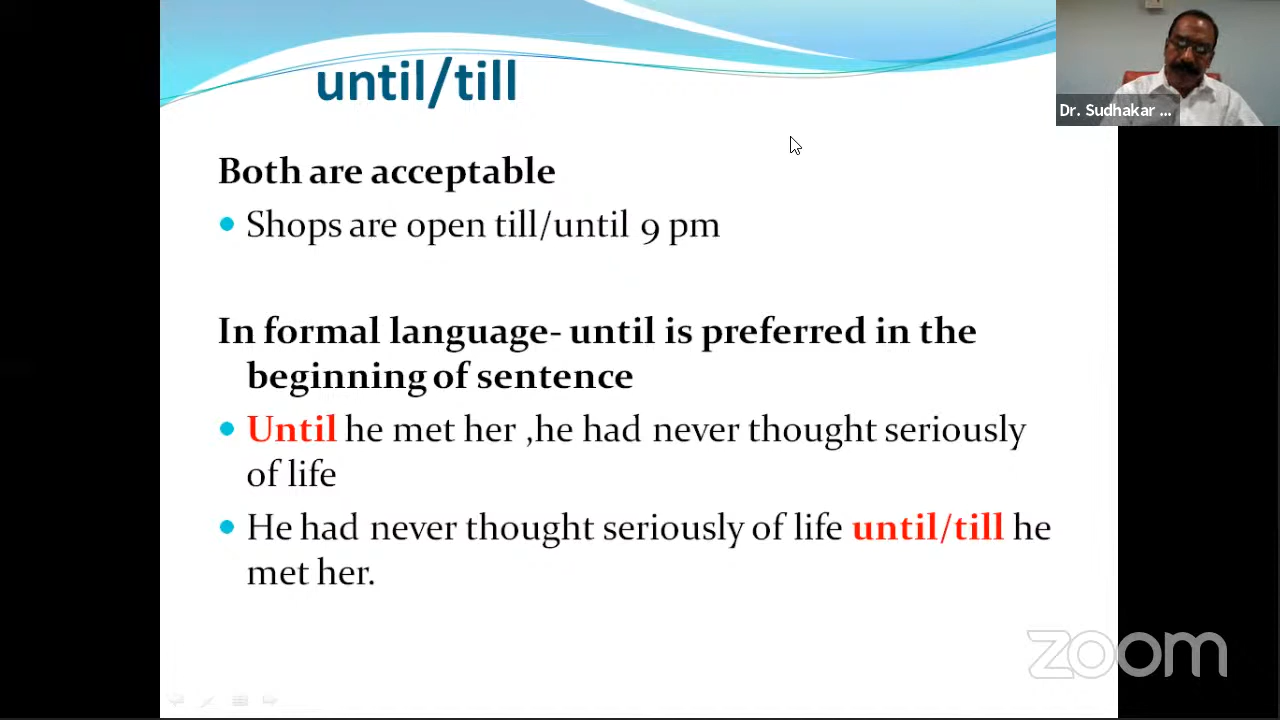 until/till
Dr. Sudhakar ...
Both are acceptable
Shops are open till/until 9 pm
In formal language- until is preferred in the
beginning of sentence
Until he met her ,he had never thought seriously
of life
He had never thought seriously of life until/till he
met her.
zoom